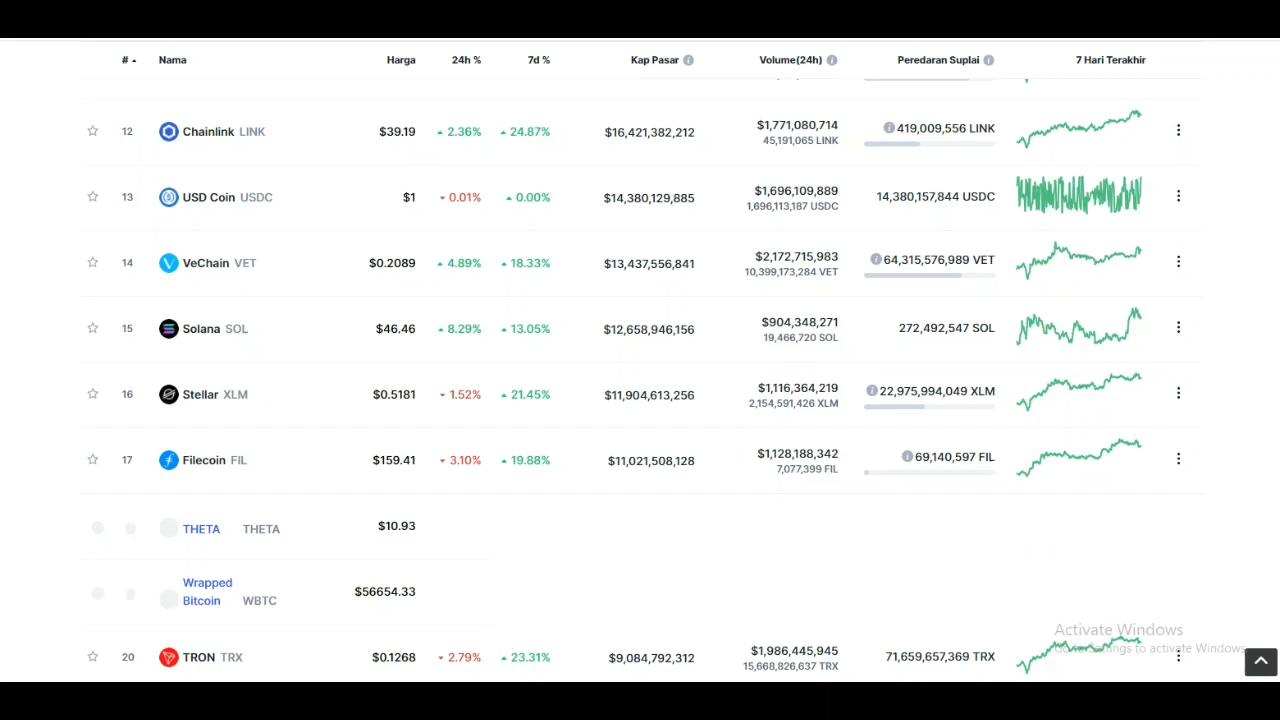 # Nama Harga 24h % 7d % Kap Pasar Volume(24h) Peredaran Suplai 7 Hari Terakhir
12 Chainlink LINK $39.19 2.36% 24.87% $16,421,382,212 $1,771,080,714 419,009,556 LINK
45,191,065 LINK
13 USD Coin USDC $1 0.01% 0.00% $14,380,129,885 $1,696,109,889 14,380,157,844 USDC
1,696,113,187 USDC
14 VeChain VET $0.2089 4.89% 18.33% $13,437,556,841 $2,172,715,983 64,315,576,989 VET
10,399,173,284 VET
15 Solana SOL $46.46 8.29% 13.05% $12,658,946,156 $904,348,271 272,492,547 SOL
19,466,720 SOL
16 Stellar XLM $0.5181 1.52% 21.45% $11,904,613,256 $1,116,364,219 22,975,994,049 XLM
2,154,591,426 XLM
17 Filecoin FIL $159.41 3.10% 19.88% $11,021,508,128 $1,128,188,342 69,140,597 FIL
7,077,399 FIL
THETA THETA $10.93
Wrapped
Bitcoin WBTC $56654.33
20 TRON TRX $0.1268 2.79% 23.31% $9,084,792,312 $1,986,445,945 71,659,657,369 TRX
15,668,826,637 TRX
Activate Windows
Go to Settings to activate Windows.